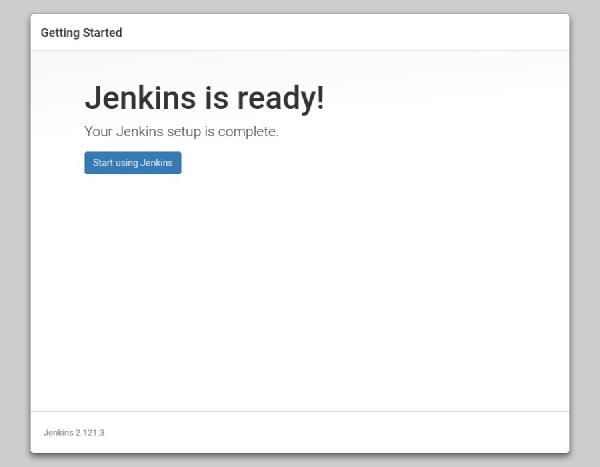 Getting Started
Jenkins is ready!
Your Jenkins setup is complete.
Start using Jenkins
Jenkins 2.121.3